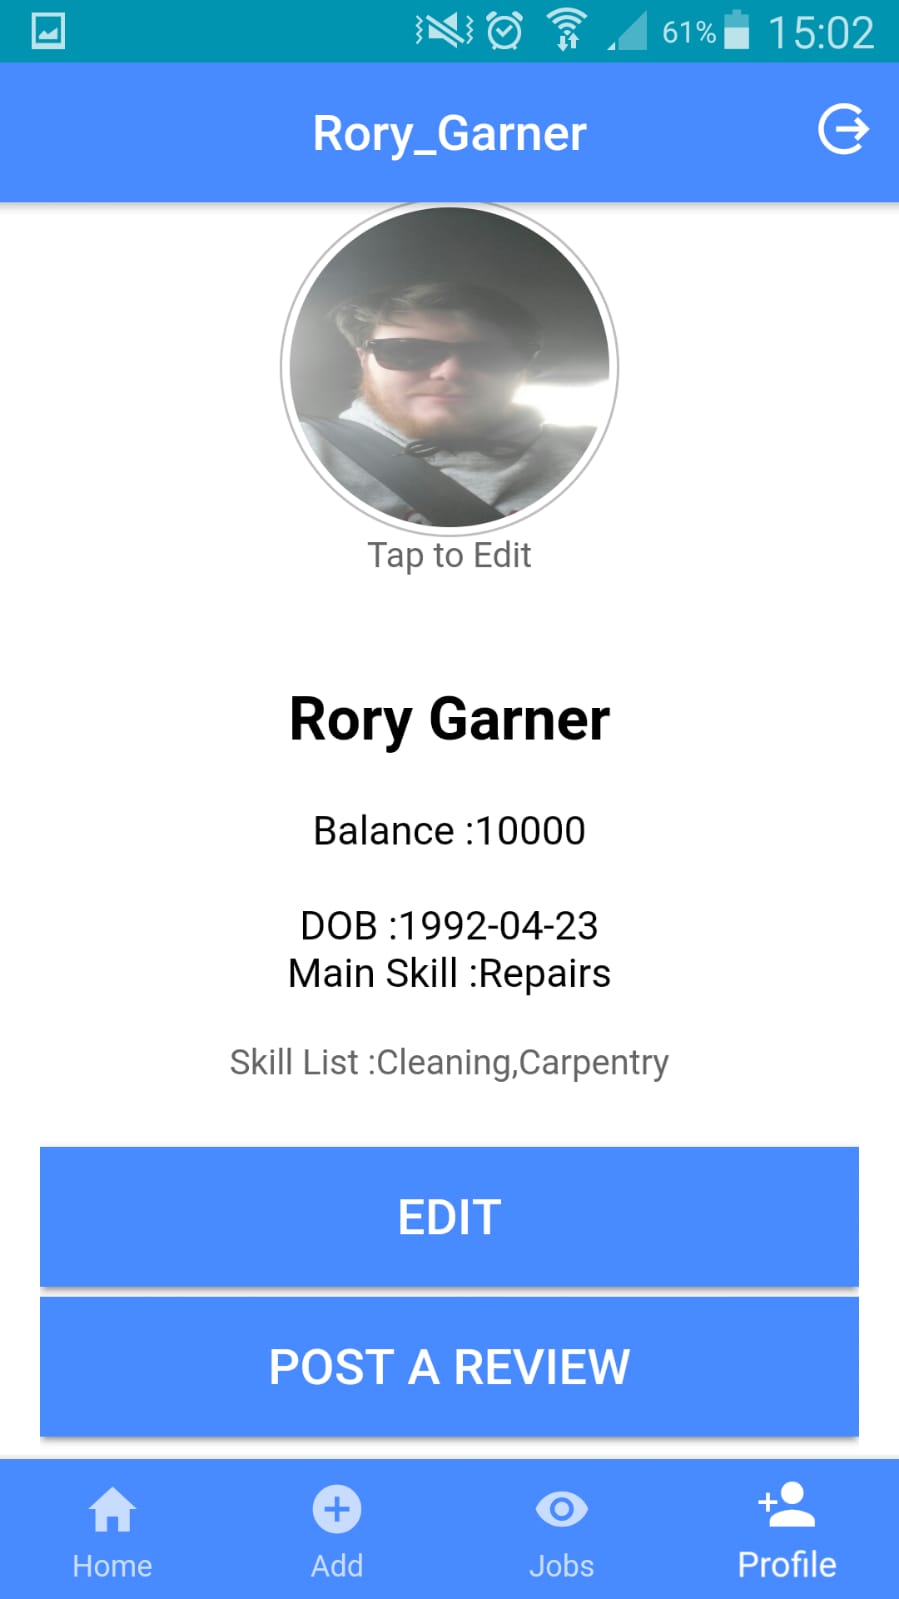 61% 15:02
Rory_Garner
Tap to Edit
Rory Garner
Balance :10000
DOB :1992-04-23
Main Skill :Repairs
Skill List :Cleaning,Carpentry
EDIT
POST A REVIEW
Home Add Jobs Profile